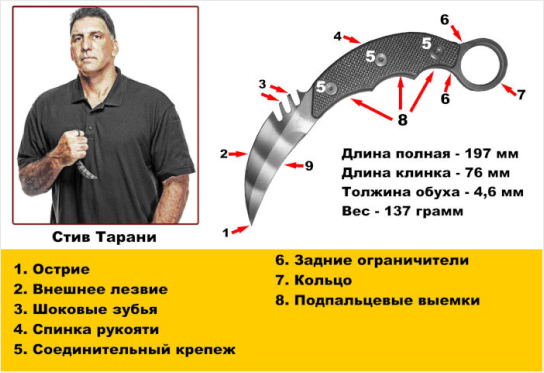 6
4
5
5
3
5
6
7
8
2
9
1
Длина полная - 197 мм
Длина клинка - 76 мм
Толжина обуха - 4,6 мм
Вес - 137 грамм
Стив Тарани
1. Острие
2. Внешнее лезвие
3. Шоковые зубья
4. Спинка рукояти
5. Соединительный крепеж
6. Задние ограничители
7. Кольцо
8. Подпальцевые выемки